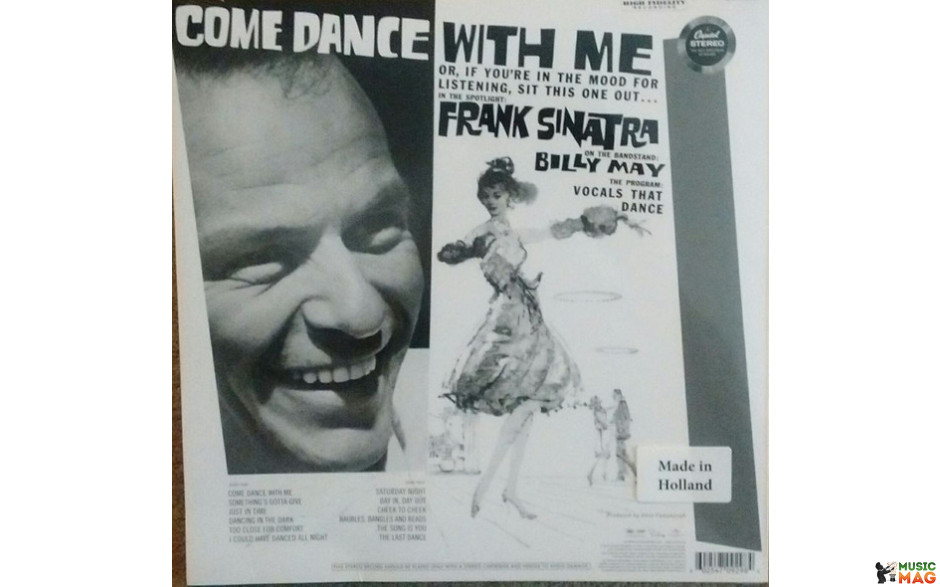 HIGH FIDELITY
RECORDING
COME DANCE WITH ME
OR, IF YOU'RE IN THE MOOD FOR
LISTENING, SIT THIS ONE OUT...
IN THE SPOTLIGHT:
FRANK SINATRA
ON THE BANDSTAND:
BILLY MAY
THE PROGRAM:
VOCALS THAT
DANCE
Capitol
STEREO
Made in
Holland
COME DANCE WITH ME
SOMETHING'S GOTTA GIVE
JUST IN TIME
DANCING IN THE DARK
TOO CLOSE FOR COMFORT
I COULD HAVE DANCED ALL NIGHT
SATURDAY NIGHT
DAY IN, DAY OUT
CHEEK TO CHEEK
BAUBLES, BANGLES AND BEADS
THE SONG IS YOU
THE LAST DANCE
MUSIC
MAG